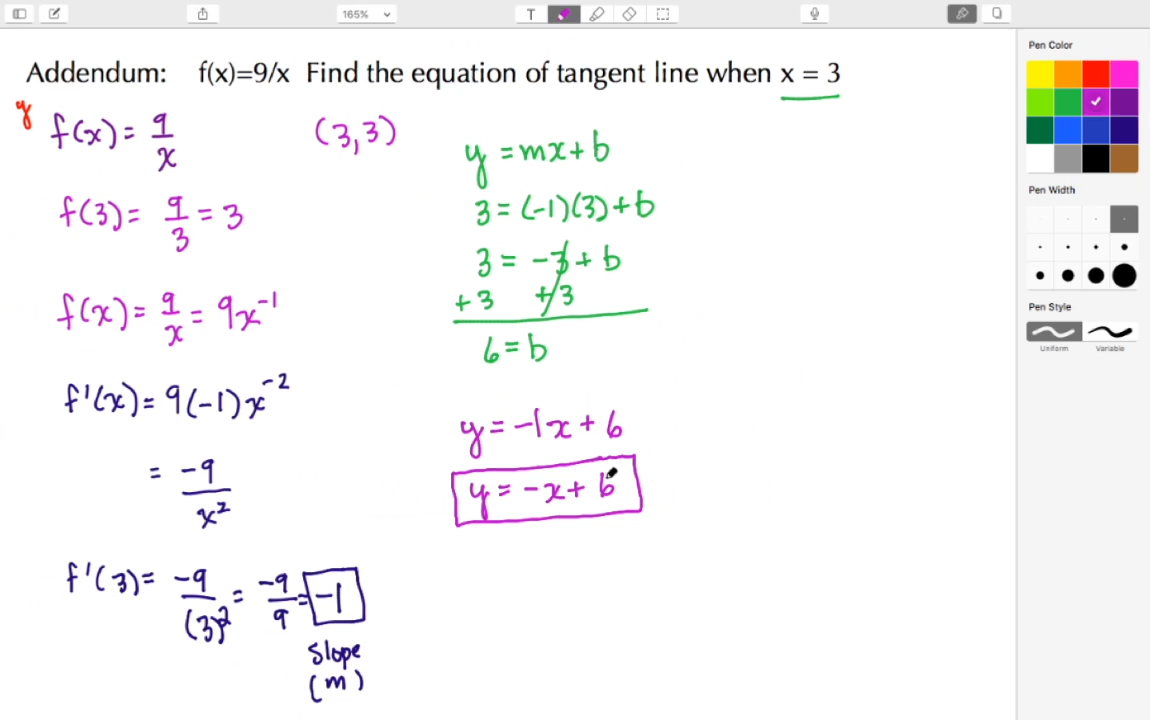 165%
T
Addendum: f(x)=9/x Find the equation of tangent line when x = 3
y
f(x) = 9/x
f(3) = 9/3 = 3
f(x) = 9/x = 9x⁻¹
f'(x) = 9(-1)x⁻²
= -9/x²
f'(3) = -9/(3)² = -9/9 = -1
slope
(m)
(3,3)
y = mx + b
3 = (-1)(3) + b
3 = -3 + b
+3 +3
6 = b
y = -1x + 6
y = -x + 6
Pen Color
Pen Width
Pen Style
Uniform Variable